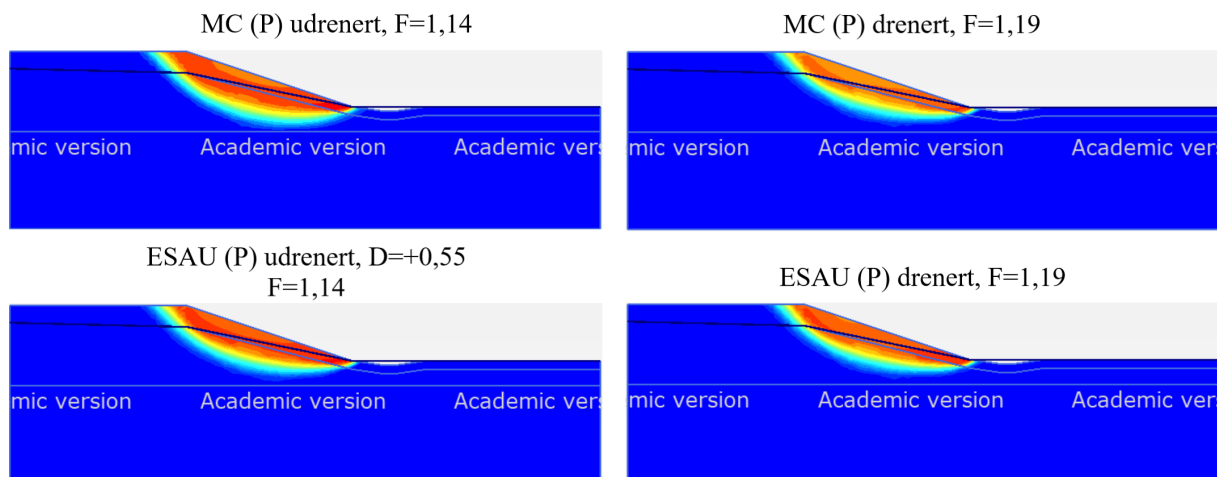 MC (P) udrenert, F=1,14
MC (P) drenert, F=1,19
mic version Academic version Academic vers
mic version Academic version Academic vers
ESAU (P) udrenert, D=+0,55
F=1,14
ESAU (P) drenert, F=1,19
mic version Academic version Academic vers
mic version Academic version Academic vers